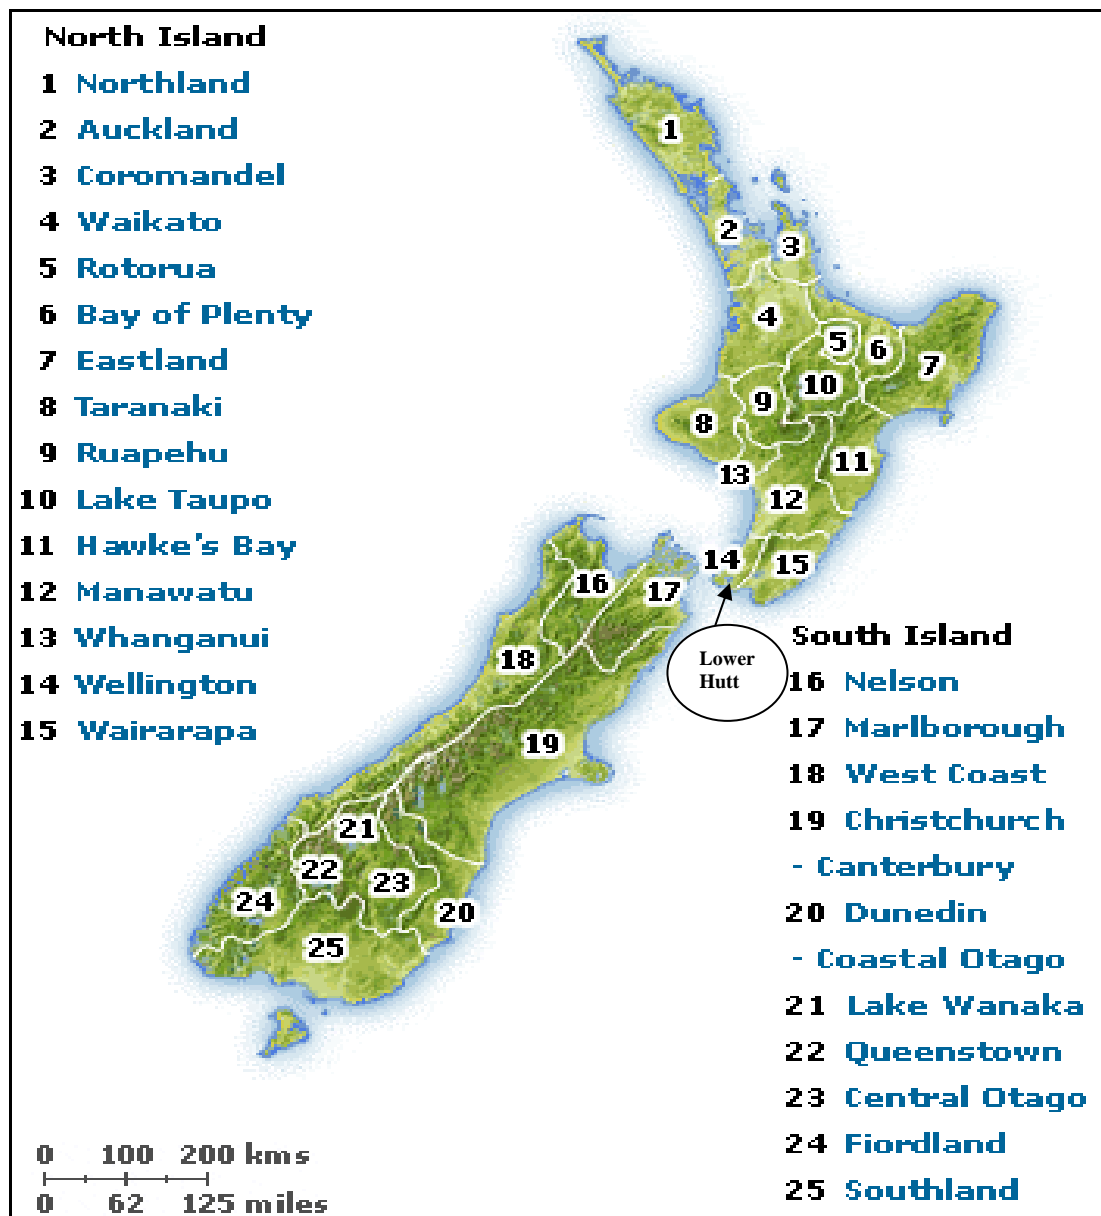 North Island
1 Northland
2 Auckland
3 Coromandel
4 Waikato
5 Rotorua
6 Bay of Plenty
7 Eastland
8 Taranaki
9 Ruapehu
10 Lake Taupo
11 Hawke's Bay
12 Manawatu
13 Whanganui
14 Wellington
15 Wairarapa
1
2
3
4
5
6
7
10
9
8
11
13
12
14
15
16
17
18
19
21
22
23
24
20
25
Lower
Hutt
South Island
16 Nelson
17 Marlborough
18 West Coast
19 Christchurch
- Canterbury
20 Dunedin
- Coastal Otago
21 Lake Wanaka
22 Queenstown
23 Central Otago
24 Fiordland
25 Southland
0 100 200 kms
0 62 125 miles